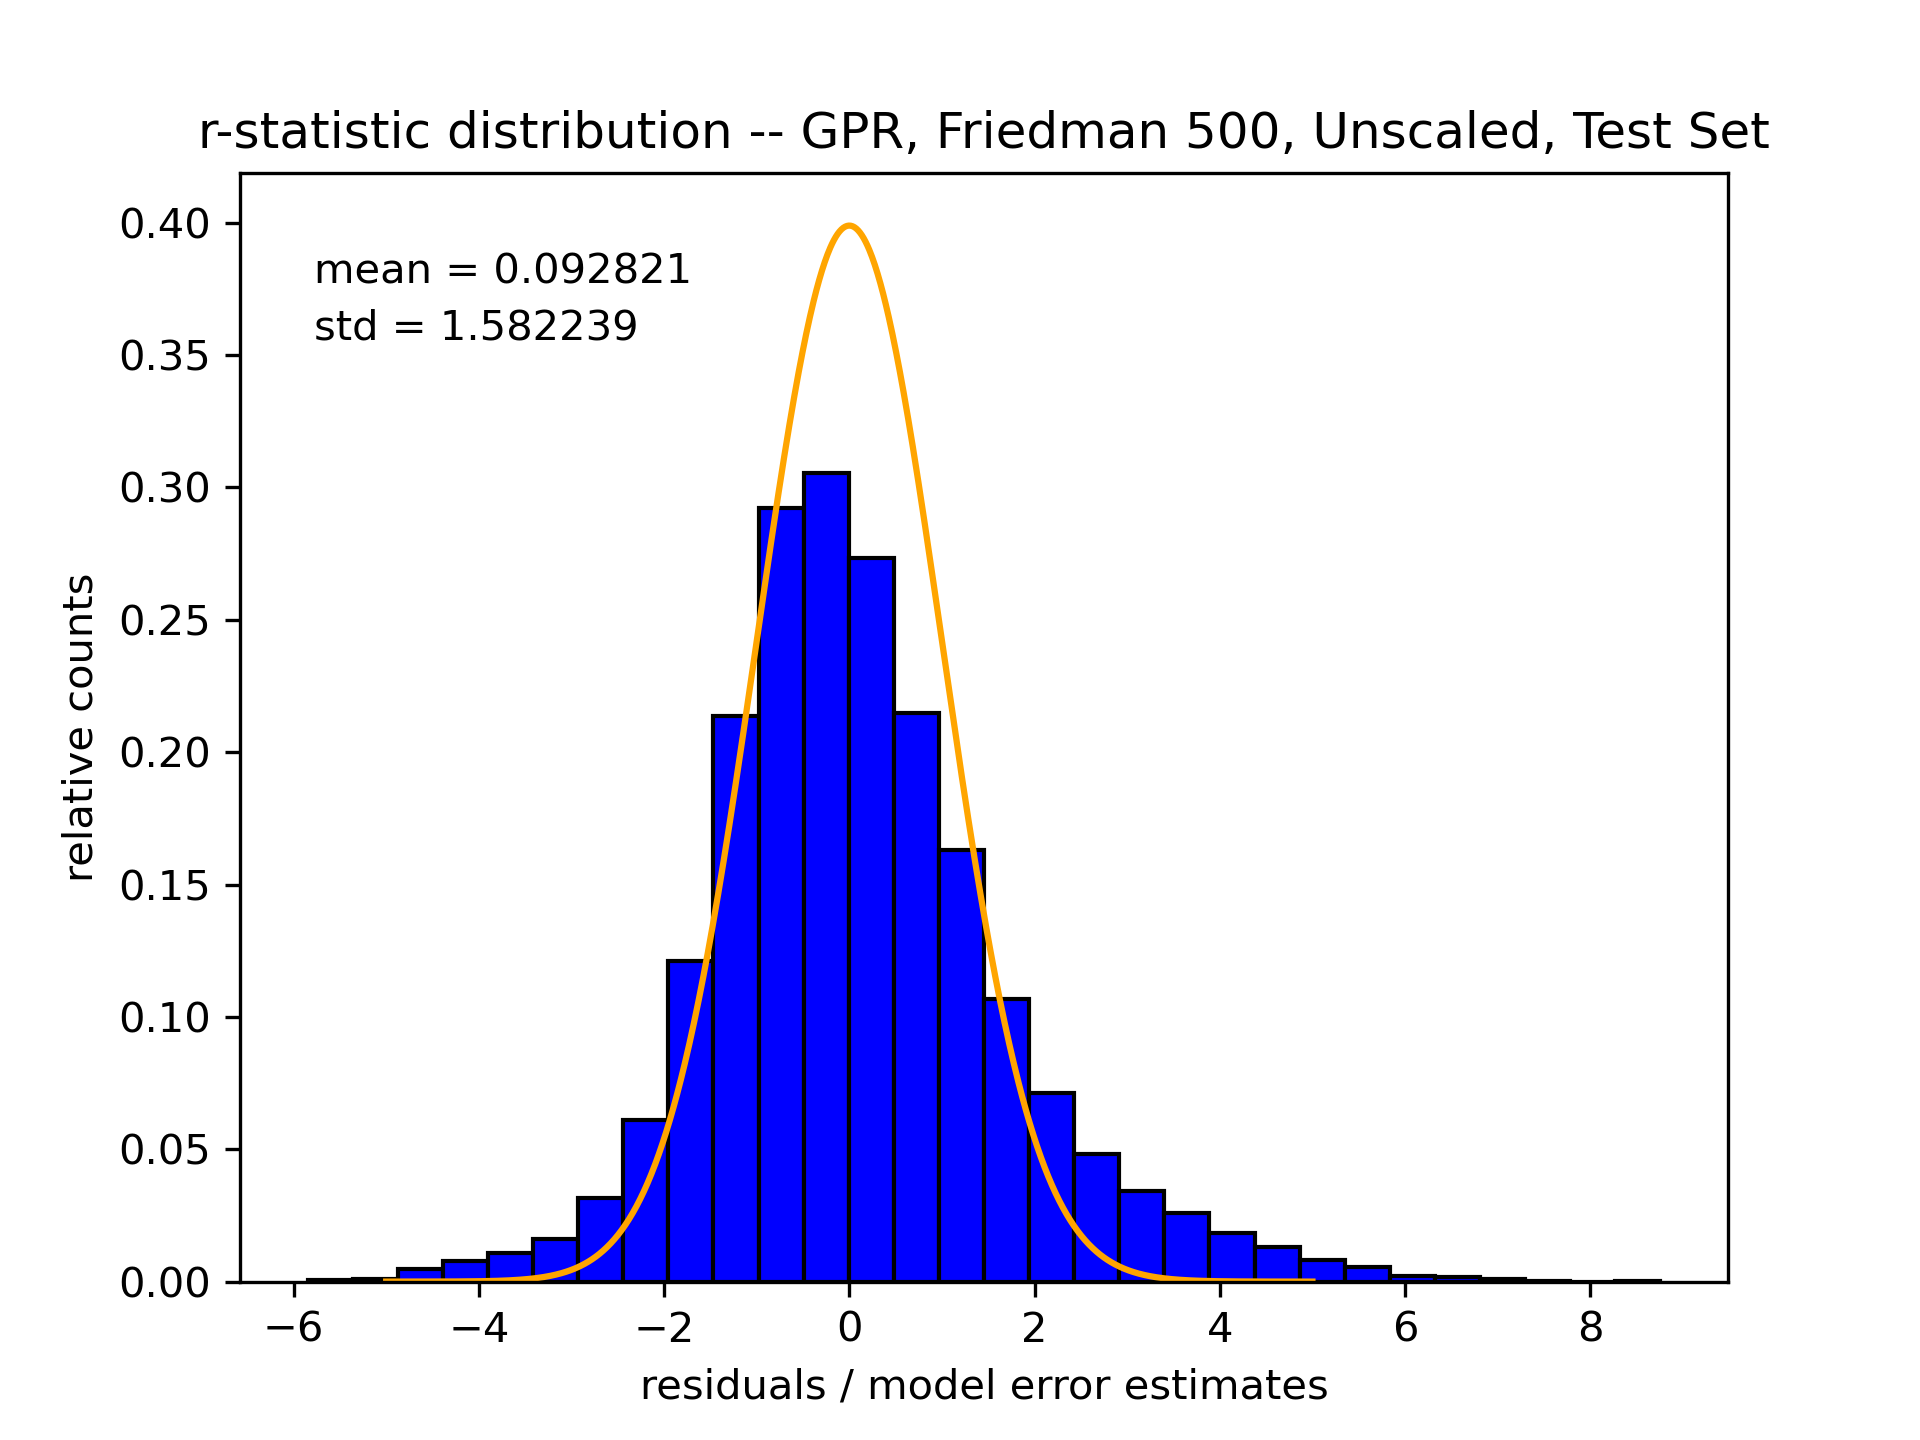 r-statistic distribution -- GPR, Friedman 500, Unscaled, Test Set
mean = 0.092821
std = 1.582239
relative counts
0.40
0.35
0.30
0.25
0.20
0.15
0.10
0.05
0.00
−6 −4 −2 0 2 4 6 8
residuals / model error estimates